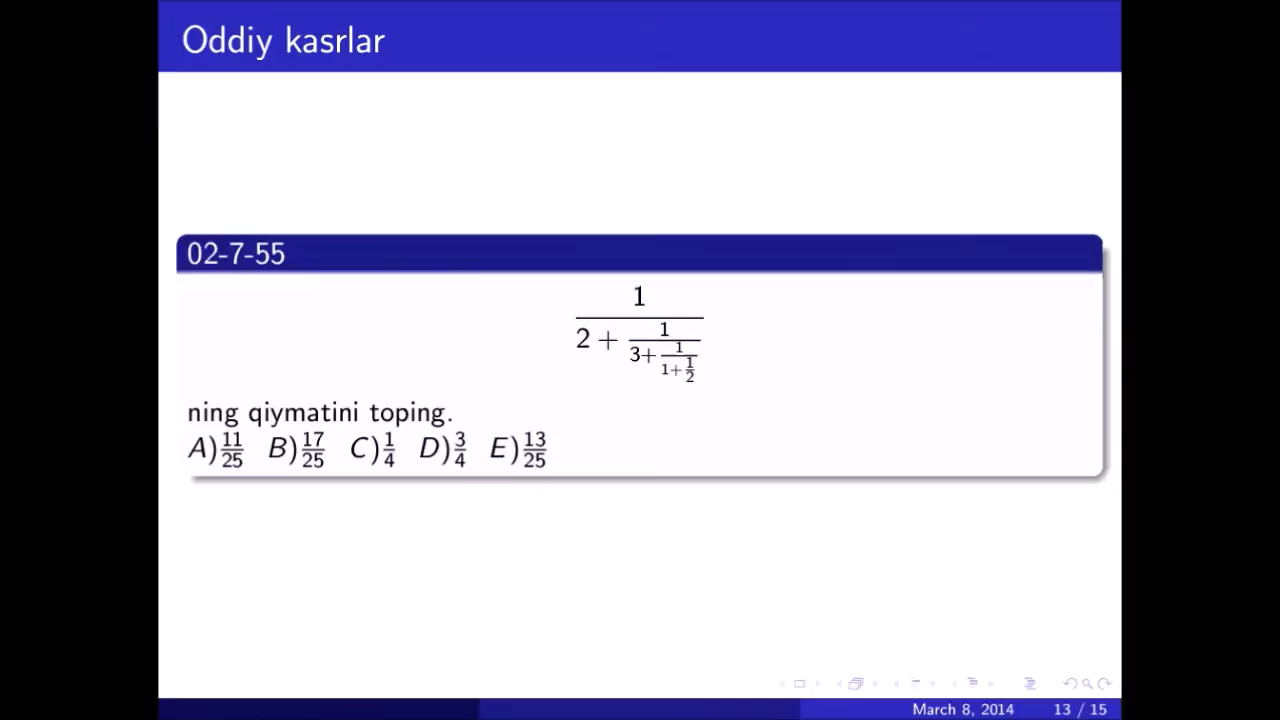 Oddiy kasrlar
02-7-55
1
2 + 1
3+ 1
1+ 1
2
ning qiymatini toping.
A) 11/25 B) 17/25 C) 1/4 D) 3/4 E) 13/25
March 8, 2014 13 / 15